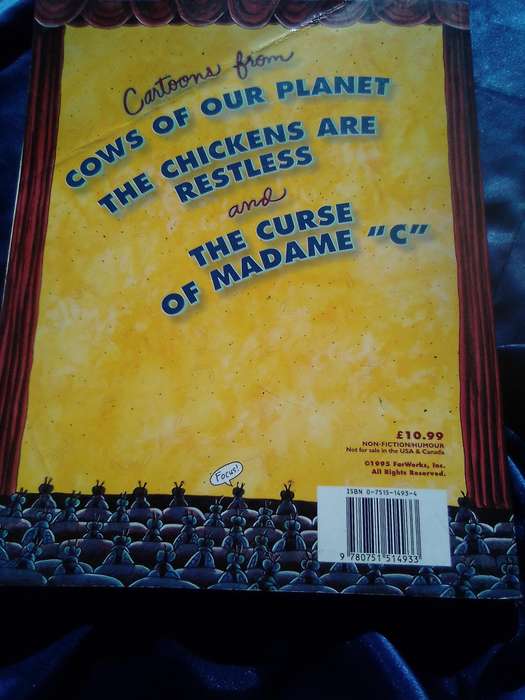 Cartoons from
COWS OF OUR PLANET
THE CHICKENS ARE
RESTLESS
and
THE CURSE
OF MADAME "C"
£10.99
NON-FICTION/HUMOUR
Not for sale in the USA & Canada
©1995 FarWorks, Inc.
All Rights Reserved.
Focus!
ISBN 0-7515-1493-4
9 780751 514933